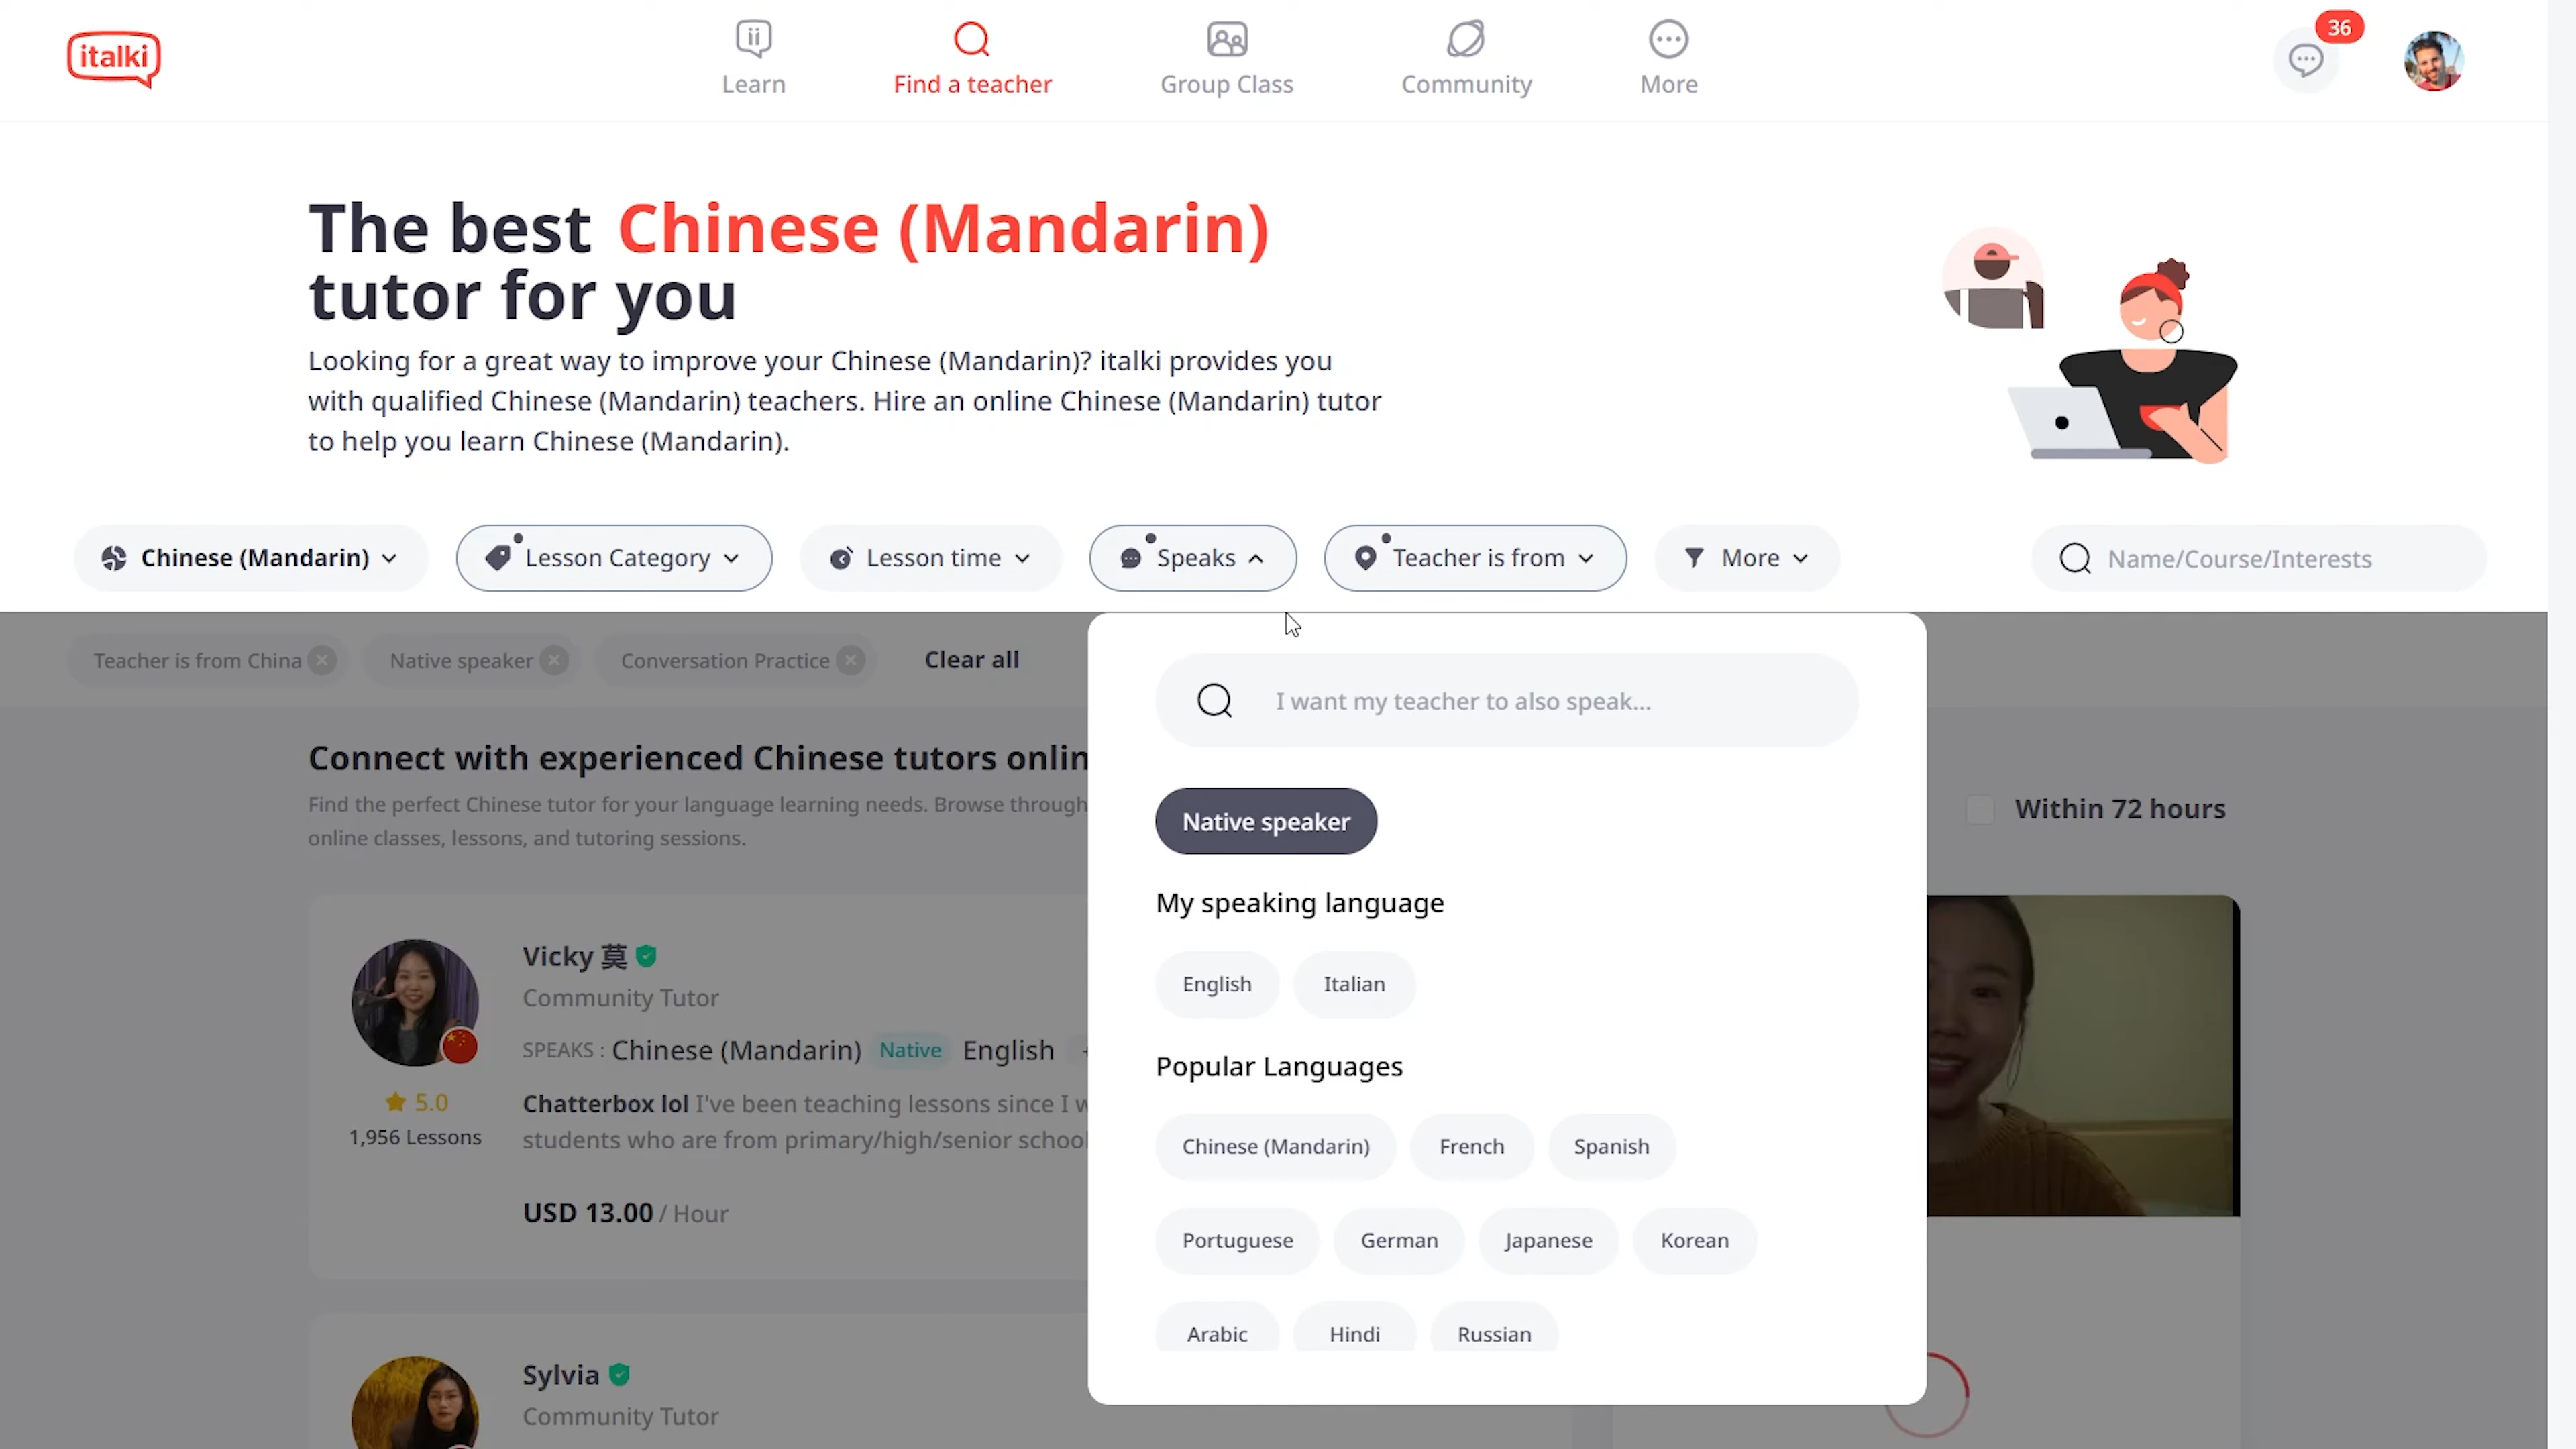 italki
Learn
Find a teacher
Group Class
Community
More
36
The best Chinese (Mandarin)
tutor for you
Looking for a great way to improve your Chinese (Mandarin)? italki provides you
with qualified Chinese (Mandarin) teachers. Hire an online Chinese (Mandarin) tutor
to help you learn Chinese (Mandarin).
Chinese (Mandarin)
Lesson Category
Lesson time
Speaks
Teacher is from
More
Name/Course/Interests
Teacher is from China
Native speaker
Conversation Practice
Clear all
I want my teacher to also speak...
Native speaker
My speaking language
English
Italian
Popular Languages
Chinese (Mandarin)
French
Spanish
Portuguese
German
Japanese
Korean
Arabic
Hindi
Russian
Connect with experienced Chinese tutors onlin
Find the perfect Chinese tutor for your language learning needs. Browse through
online classes, lessons, and tutoring sessions.
Within 72 hours
Vicky 莫
Community Tutor
SPEAKS : Chinese (Mandarin) Native English
5.0
1,956 Lessons
Chatterbox lol I've been teaching lessons since I w
students who are from primary/high/senior school
USD 13.00 / Hour
Sylvia
Community Tutor